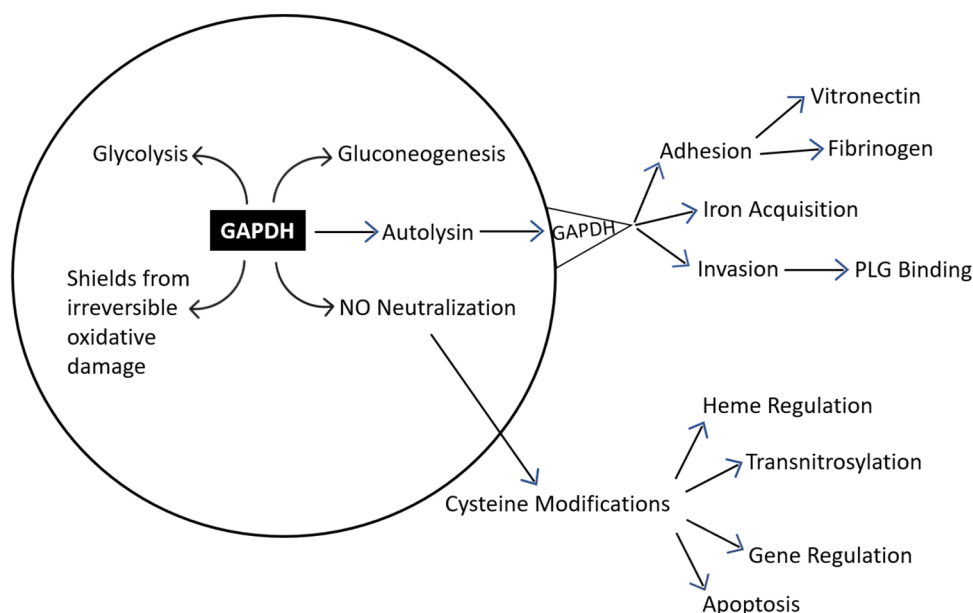 Vitronectin
Glycolysis
Gluconeogenesis
Adhesion
Fibrinogen
GAPDH
Autolysin
GAPDH
Iron Acquisition
Invasion
PLG Binding
Shields from
irreversible
oxidative
damage
NO Neutralization
Heme Regulation
Transnitrosylation
Cysteine Modifications
Gene Regulation
Apoptosis